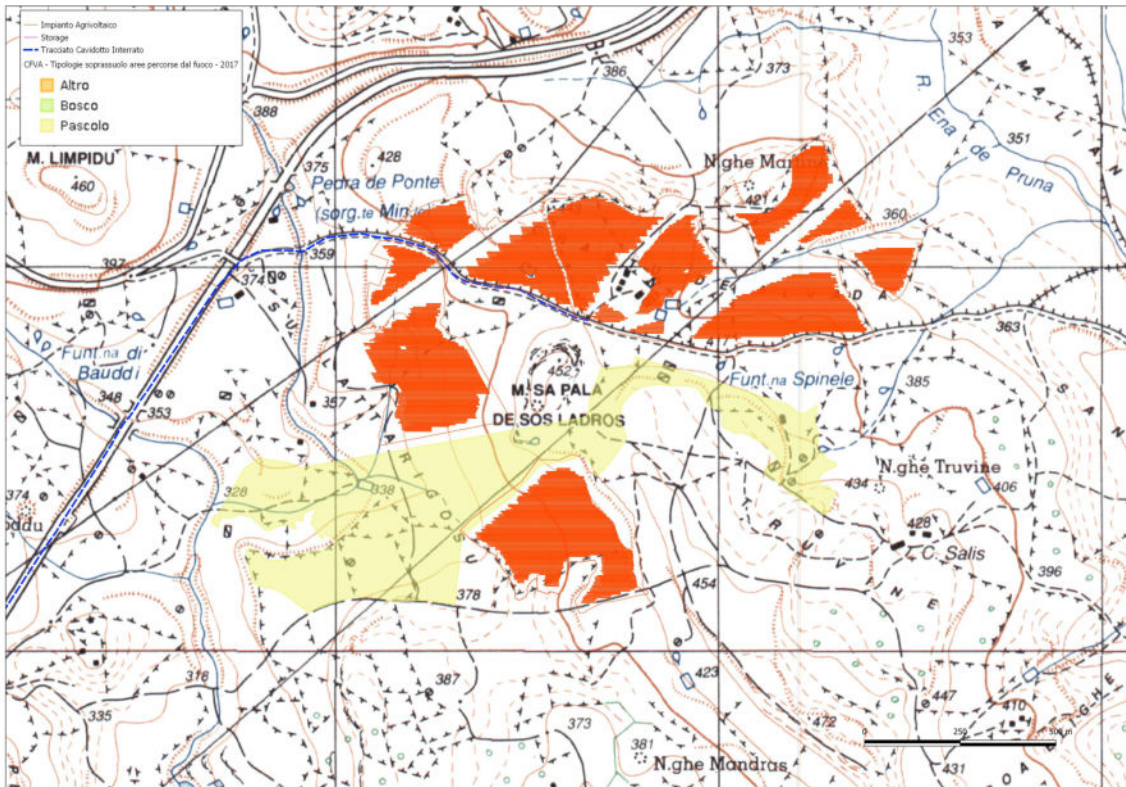 Impianto Agrivoltaico
Storage
Tracciato Cavidotto Interrato
CFVA - Tipologie soprassuolo aree percorse dal fuoco - 2017
Altro
Bosco
Pascolo
386
373
353
388
R. Ena de
Pruna
351
M. LIMPIDU
460
375
428
Pedra de Ponte
(sorg.te Min.le)
N.ghe
421
360
359
397
374
363
Funt.na di
Bauddi
452
M. SA PALA
DE SOS LADROS
Funt.na Spinele
385
348
353
357
N.ghe Truvine
374
328
338
434
406
428
C. Salis
396
378
454
318
387
423
447
335
373
472
410
0
250
500 m
381
N.ghe Mandras
431